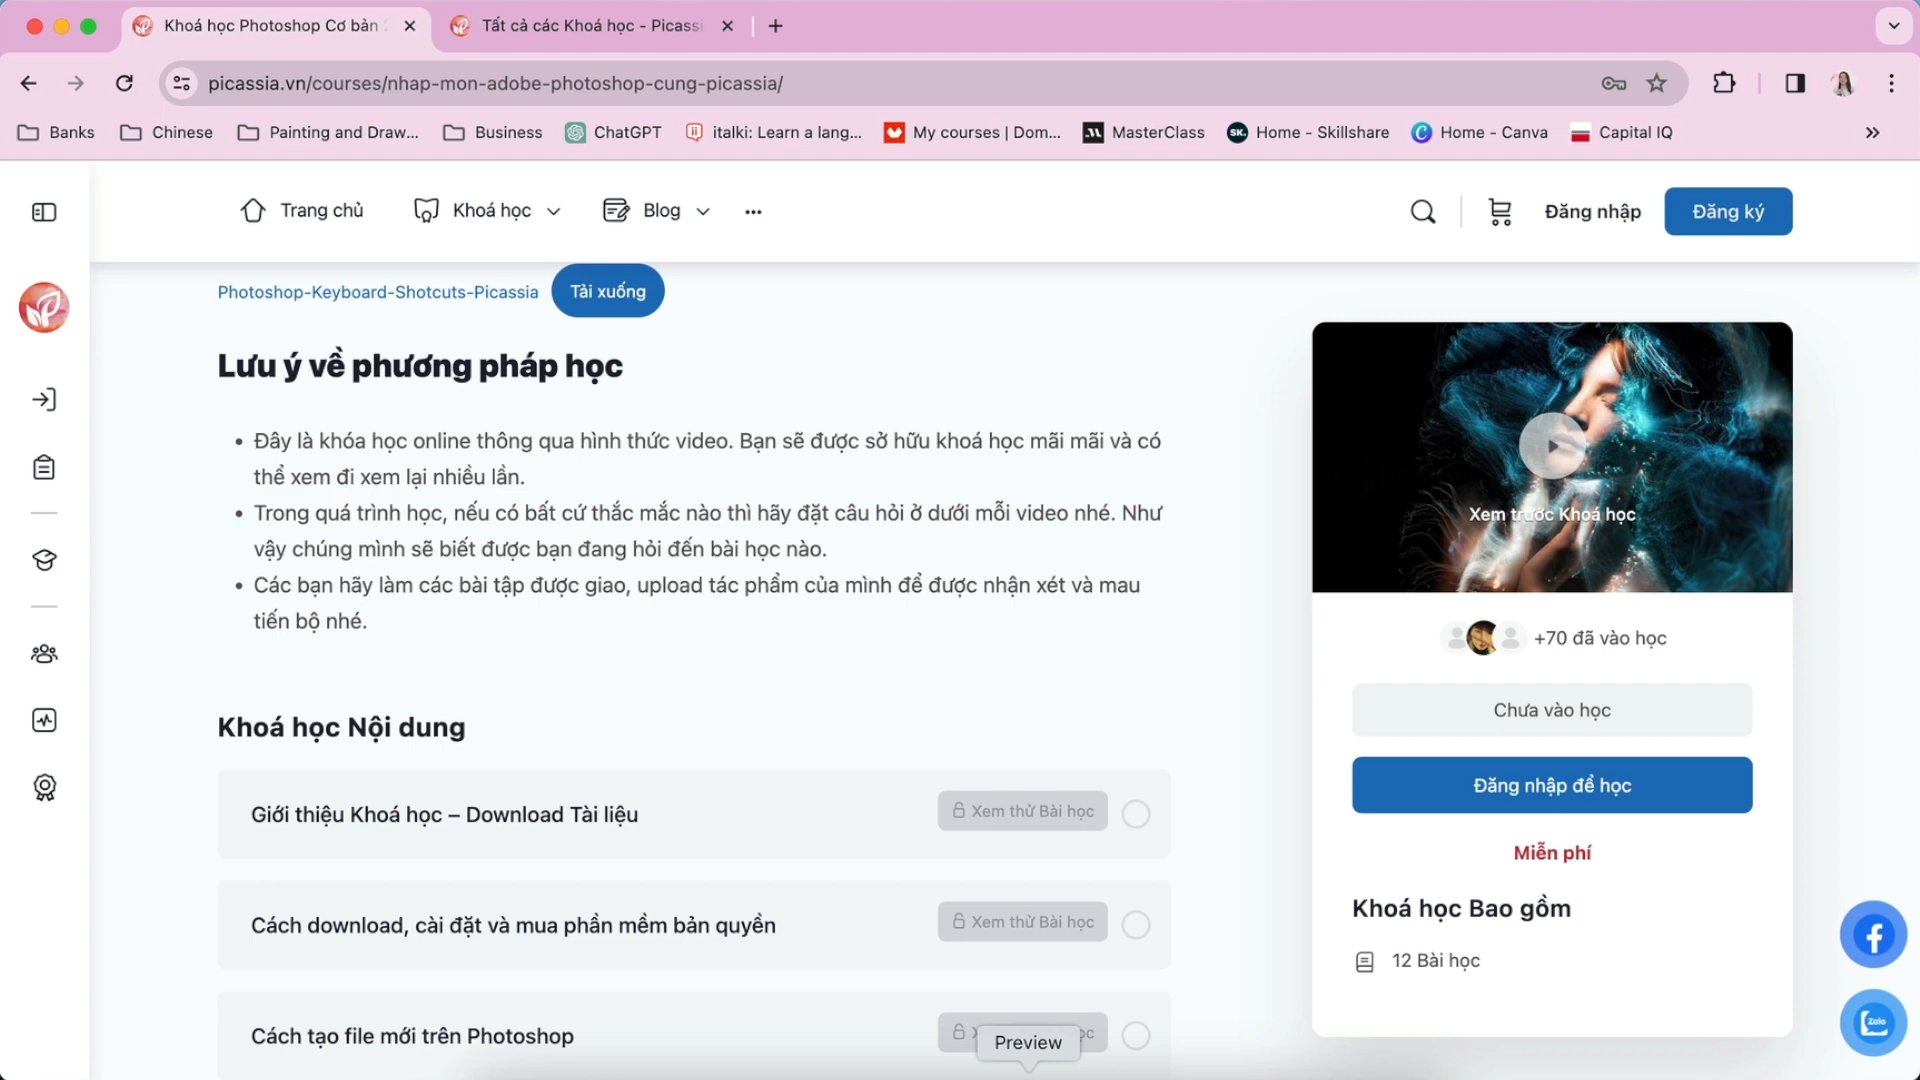 Khoá học Photoshop Cơ bản
Tất cả các Khoá học - Picassi
picassia.vn/courses/nhap-mon-adobe-photoshop-cung-picassia/
Banks
Chinese
Painting and Draw...
Business
ChatGPT
italki: Learn a lang...
My courses | Dom...
MasterClass
SK.
Home - Skillshare
Home - Canva
Capital IQ
Trang chủ
Khoá học
Blog
Đăng nhập
Đăng ký
Photoshop-Keyboard-Shotcuts-Picassia
Tải xuống
Lưu ý về phương pháp học
Đây là khóa học online thông qua hình thức video. Bạn sẽ được sở hữu khoá học mãi mãi và có
thể xem đi xem lại nhiều lần.
Trong quá trình học, nếu có bất cứ thắc mắc nào thì hãy đặt câu hỏi ở dưới mỗi video nhé. Như
vậy chúng mình sẽ biết được bạn đang hỏi đến bài học nào.
Các bạn hãy làm các bài tập được giao, upload tác phẩm của mình để được nhận xét và mau
tiến bộ nhé.
Khoá học Nội dung
Giới thiệu Khoá học – Download Tài liệu
Xem thử Bài học
Cách download, cài đặt và mua phần mềm bản quyền
Xem thử Bài học
Cách tạo file mới trên Photoshop
Preview
Xem trước Khoá học
+70 đã vào học
Chưa vào học
Đăng nhập để học
Miễn phí
Khoá học Bao gồm
12 Bài học
Zalo